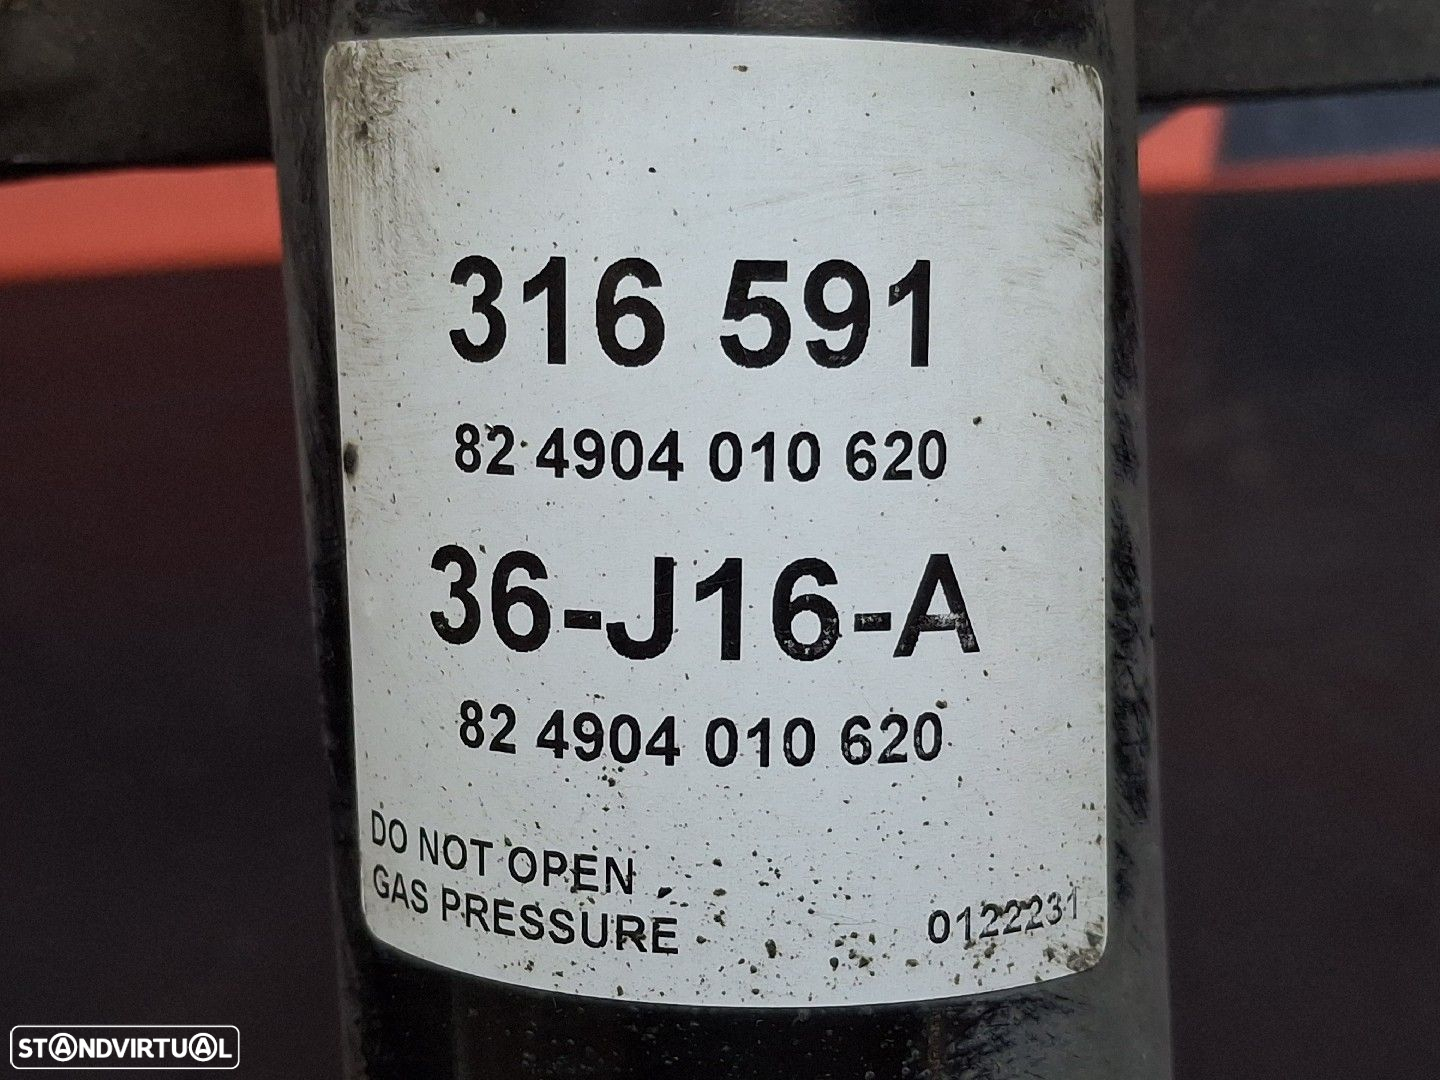 316 591
82 4904 010 620
36-J16-A
82 4904 010 620
DO NOT OPEN
GAS PRESSURE
0122231
STANDVIRTUAL